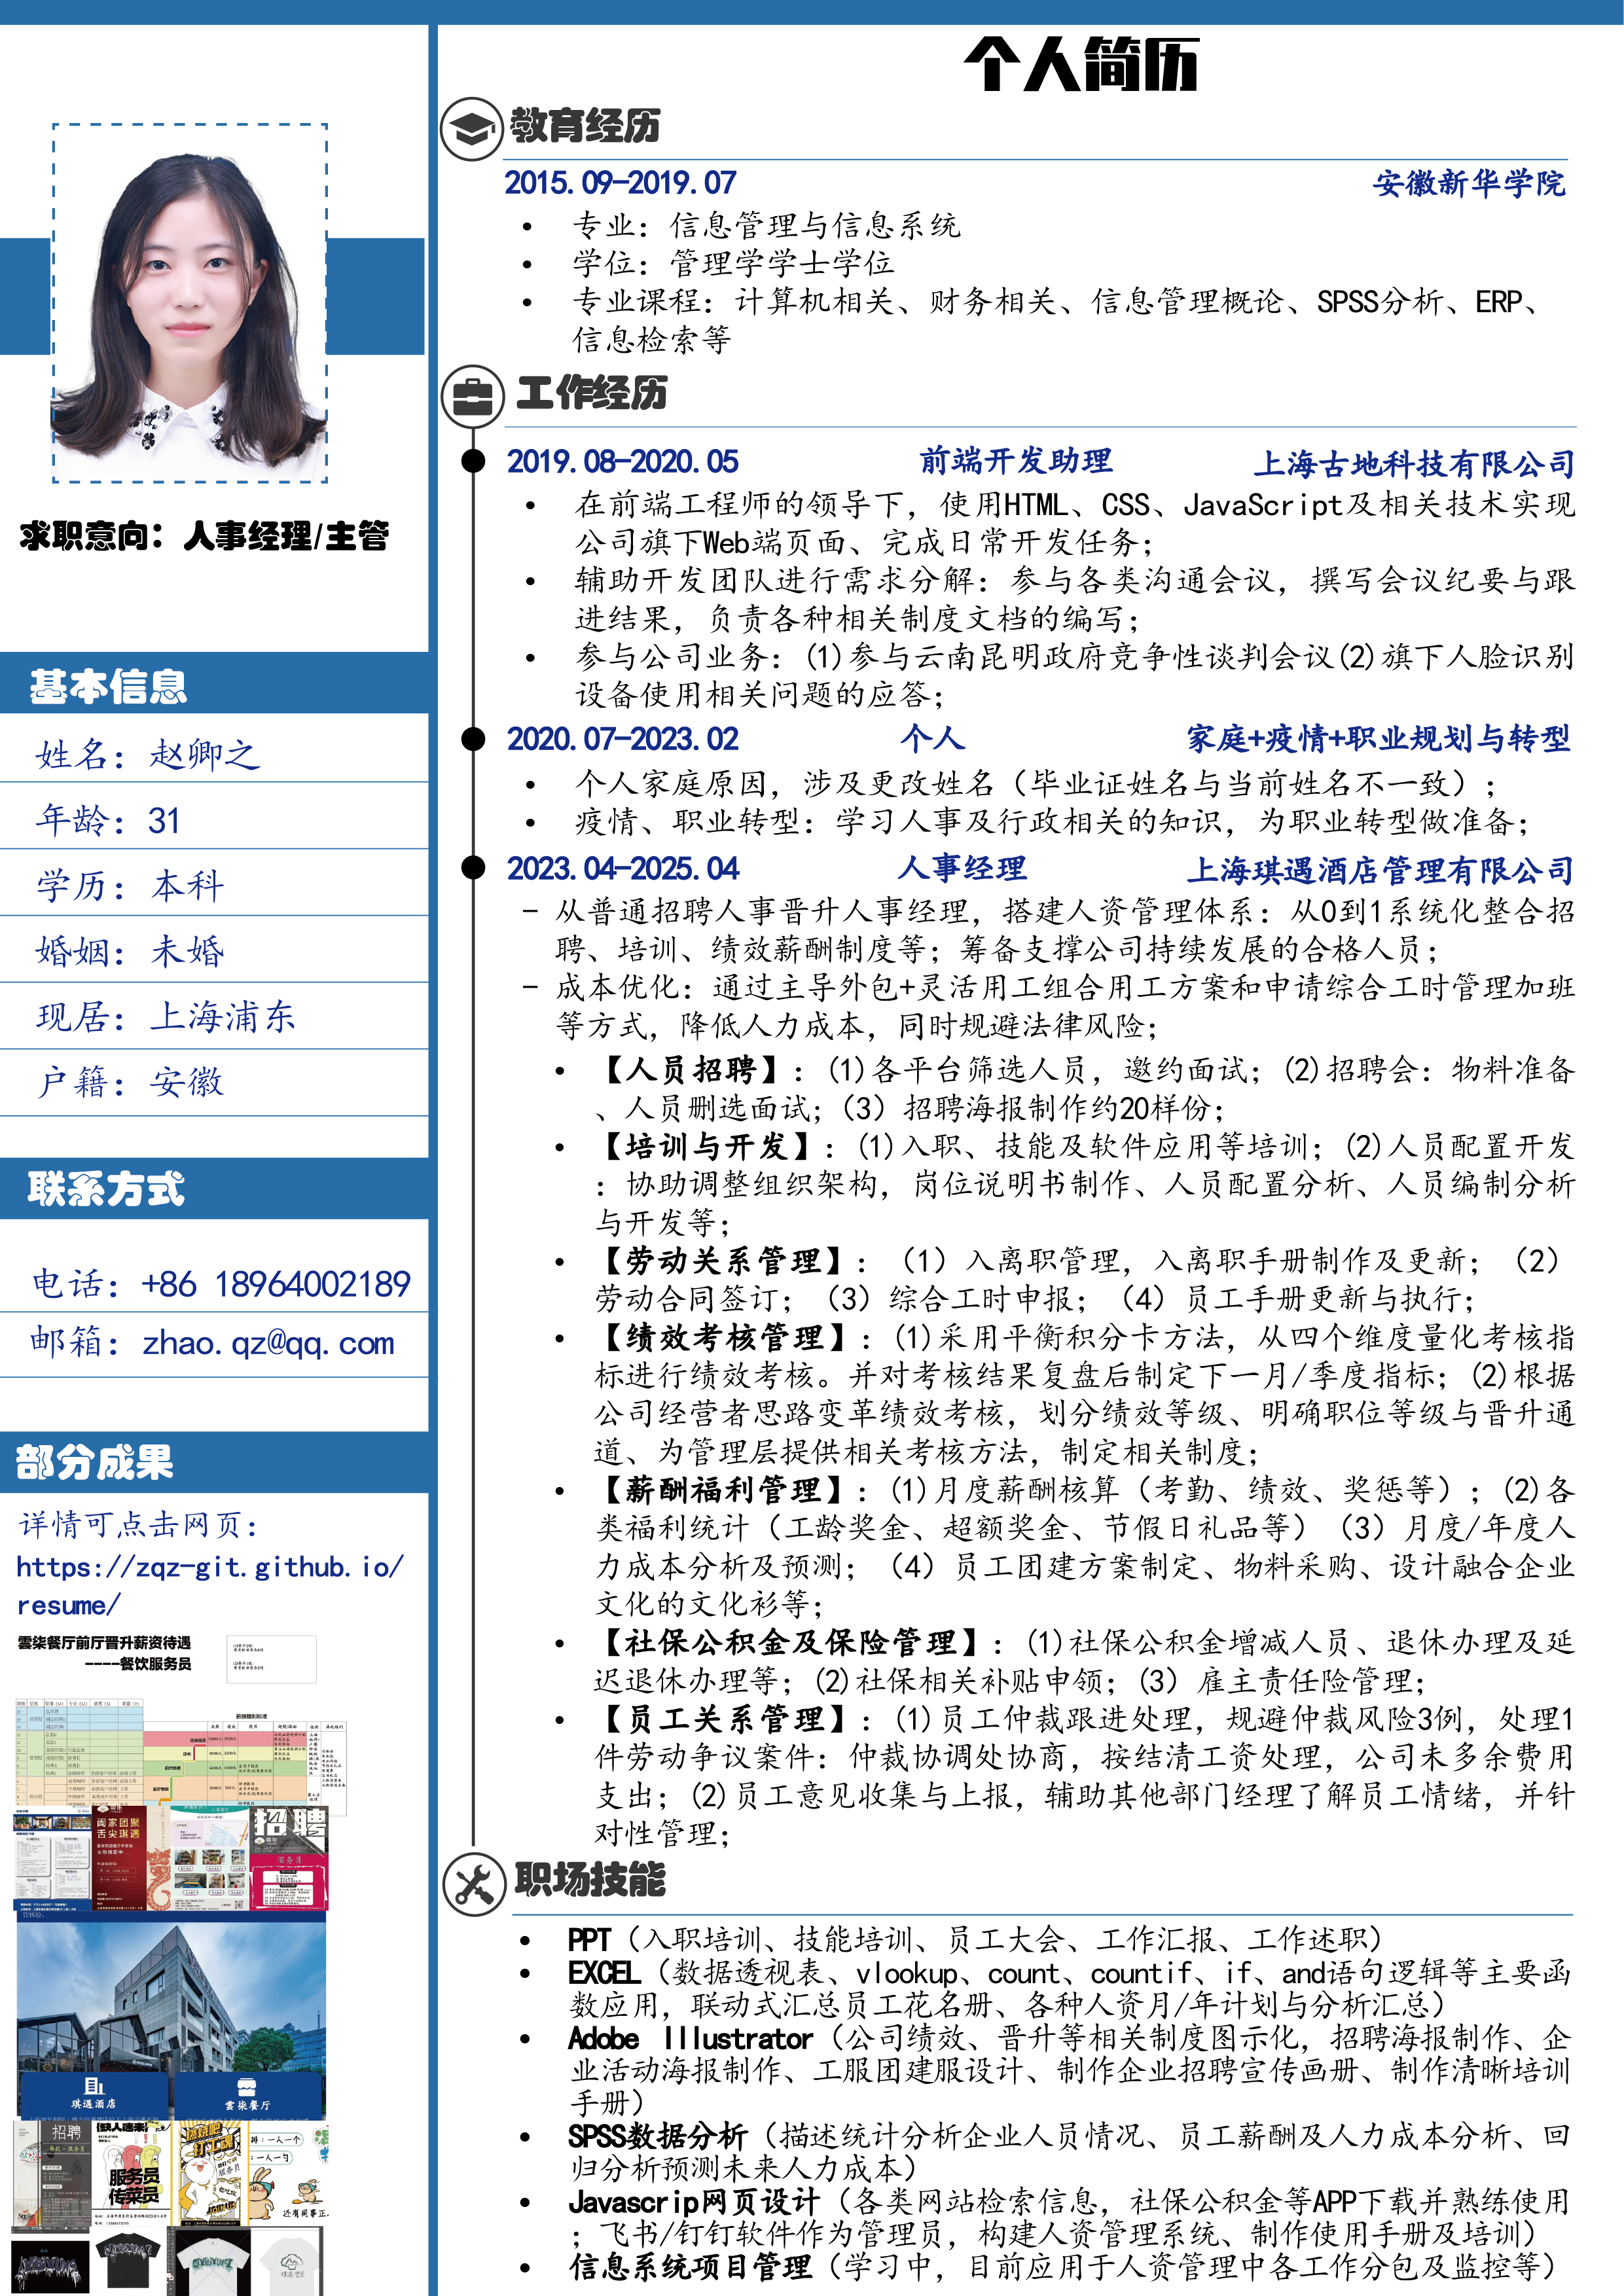 个人简历
求职意向：人事经理/主管
基本信息
姓名：赵卿之
年龄：31
学历：本科
婚姻：未婚
现居：上海浦东
户籍：安徽
联系方式
电话：+86 18964002189
邮箱：zhao.qz@qq.com
部分成果
详情可点击网页：
https://zqz-git.github.io/
resume/
雲柒餐厅前厅晋升薪资待遇
----餐饮服务员
薪酬福利标准
阖家团聚
舌尖琪遇
招聘
服务员
琪遇酒店
雲柒餐厅
招聘
服务员
传菜员
教育经历
2015.09-2019.07 安徽新华学院
• 专业：信息管理与信息系统
• 学位：管理学学士学位
• 专业课程：计算机相关、财务相关、信息管理概论、SPSS分析、ERP、
信息检索等
工作经历
2019.08-2020.05 前端开发助理 上海古地科技有限公司
• 在前端工程师的领导下，使用HTML、CSS、JavaScript及相关技术实现
公司旗下Web端页面、完成日常开发任务；
• 辅助开发团队进行需求分解：参与各类沟通会议，撰写会议纪要与跟
进结果，负责各种相关制度文档的编写；
• 参与公司业务：(1)参与云南昆明政府竞争性谈判会议(2)旗下人脸识别
设备使用相关问题的应答；
2020.07-2023.02 个人 家庭+疫情+职业规划与转型
• 个人家庭原因，涉及更改姓名（毕业证姓名与当前姓名不一致）；
• 疫情、职业转型：学习人事及行政相关的知识，为职业转型做准备；
2023.04-2025.04 人事经理 上海琪遇酒店管理有限公司
- 从普通招聘人事晋升人事经理，搭建人资管理体系：从0到1系统化整合招
聘、培训、绩效薪酬制度等；筹备支撑公司持续发展的合格人员；
- 成本优化：通过主导外包+灵活用工组合用工方案和申请综合工时管理加班
等方式，降低人力成本，同时规避法律风险；
• 【人员招聘】：(1)各平台筛选人员，邀约面试；(2)招聘会：物料准备
、人员删选面试；（3）招聘海报制作约20样份；
• 【培训与开发】：(1)入职、技能及软件应用等培训；(2)人员配置开发
：协助调整组织架构，岗位说明书制作、人员配置分析、人员编制分析
与开发等；
• 【劳动关系管理】：（1）入离职管理，入离职手册制作及更新；（2）
劳动合同签订；（3）综合工时申报；（4）员工手册更新与执行；
• 【绩效考核管理】：(1)采用平衡积分卡方法，从四个维度量化考核指
标进行绩效考核。并对考核结果复盘后制定下一月/季度指标；(2)根据
公司经营者思路变革绩效考核，划分绩效等级、明确职位等级与晋升通
道、为管理层提供相关考核方法，制定相关制度；
• 【薪酬福利管理】：(1)月度薪酬核算（考勤、绩效、奖惩等）；(2)各
类福利统计（工龄奖金、超额奖金、节假日礼品等）（3）月度/年度人
力成本分析及预测；（4）员工团建方案制定、物料采购、设计融合企业
文化的文化衫等；
• 【社保公积金及保险管理】：(1)社保公积金增减人员、退休办理及延
迟退休办理等；(2)社保相关补贴申领；（3）雇主责任险管理；
• 【员工关系管理】：(1)员工仲裁跟进处理，规避仲裁风险3例，处理1
件劳动争议案件：仲裁协调处协商，按结清工资处理，公司未多余费用
支出；(2)员工意见收集与上报，辅助其他部门经理了解员工情绪，并针
对性管理；
职场技能
• PPT（入职培训、技能培训、员工大会、工作汇报、工作述职）
• EXCEL（数据透视表、vlookup、count、countif、if、and语句逻辑等主要函
数应用，联动式汇总员工花名册、各种人资月/年计划与分析汇总）
• Adobe Illustrator（公司绩效、晋升等相关制度图示化，招聘海报制作、企
业活动海报制作、工服团建服设计、制作企业招聘宣传画册、制作清晰培训
手册）
• SPSS数据分析（描述统计分析企业人员情况、员工薪酬及人力成本分析、回
归分析预测未来人力成本）
• Javascrip网页设计（各类网站检索信息，社保公积金等APP下载并熟练使用
；飞书/钉钉软件作为管理员，构建人资管理系统、制作使用手册及培训）
• 信息系统项目管理（学习中，目前应用于人资管理中各工作分包及监控等）